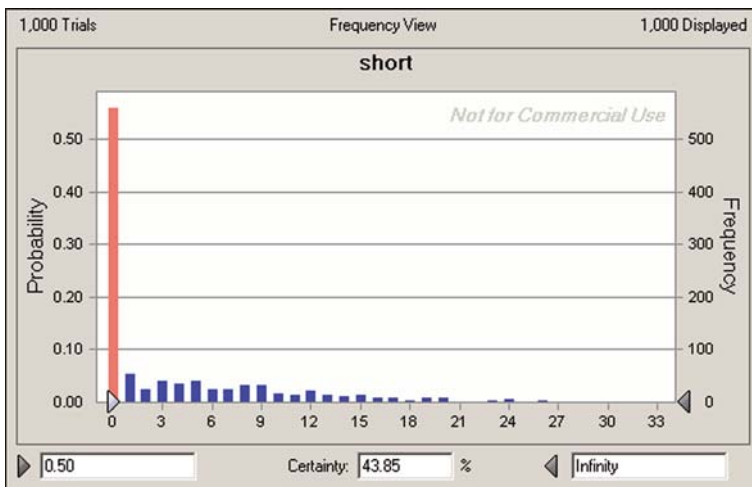 1,000 Trials Frequency View 1,000 Displayed
short
Not for Commercial Use
Probability
0.50
0.40
0.30
0.20
0.10
0.00
500
400
300
200
100
0
Frequency
0 3 6 9 12 15 18 21 24 27 30 33
0.50 Certainty: 43.85 % Infinity